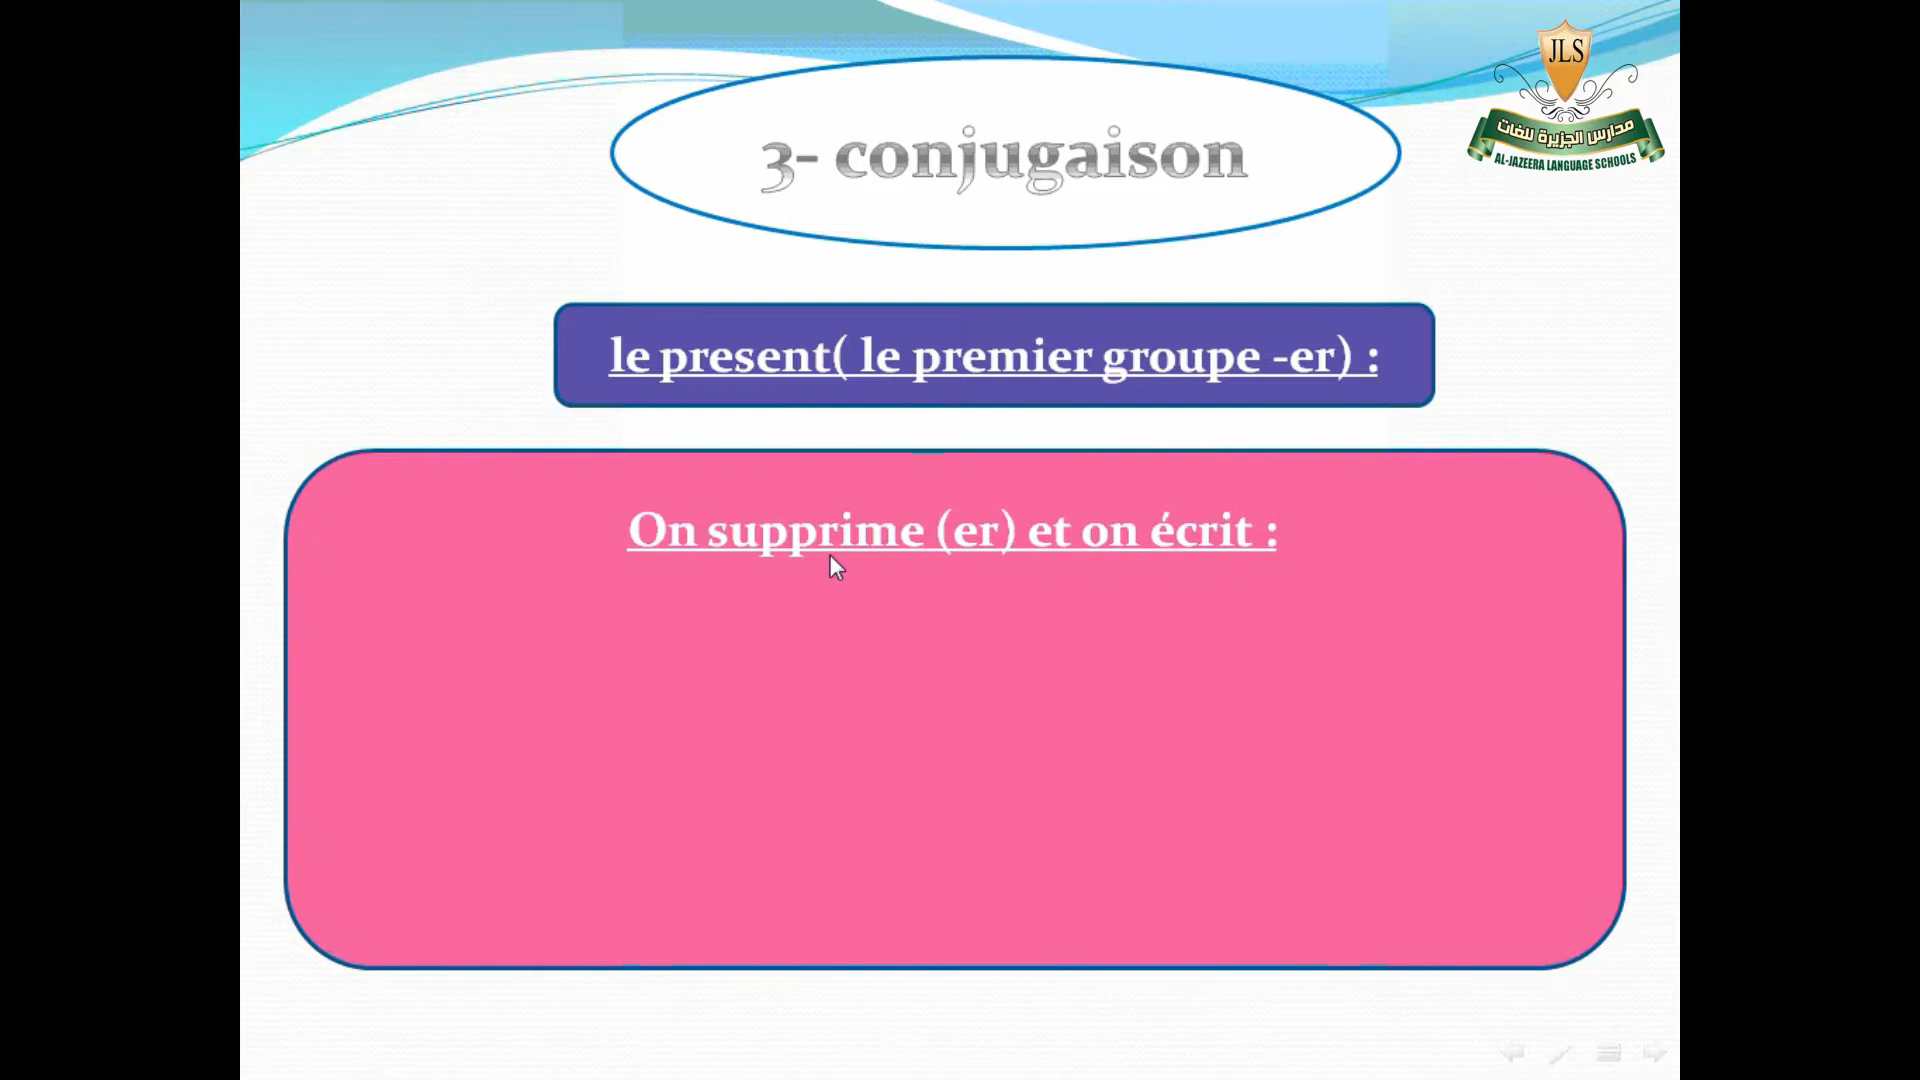 JLS
مدارس الجزيرة للغات
AL-JAZEERA LANGUAGE SCHOOLS
3- conjugaison
le present( le premier groupe -er) :
On supprime (er) et on écrit :